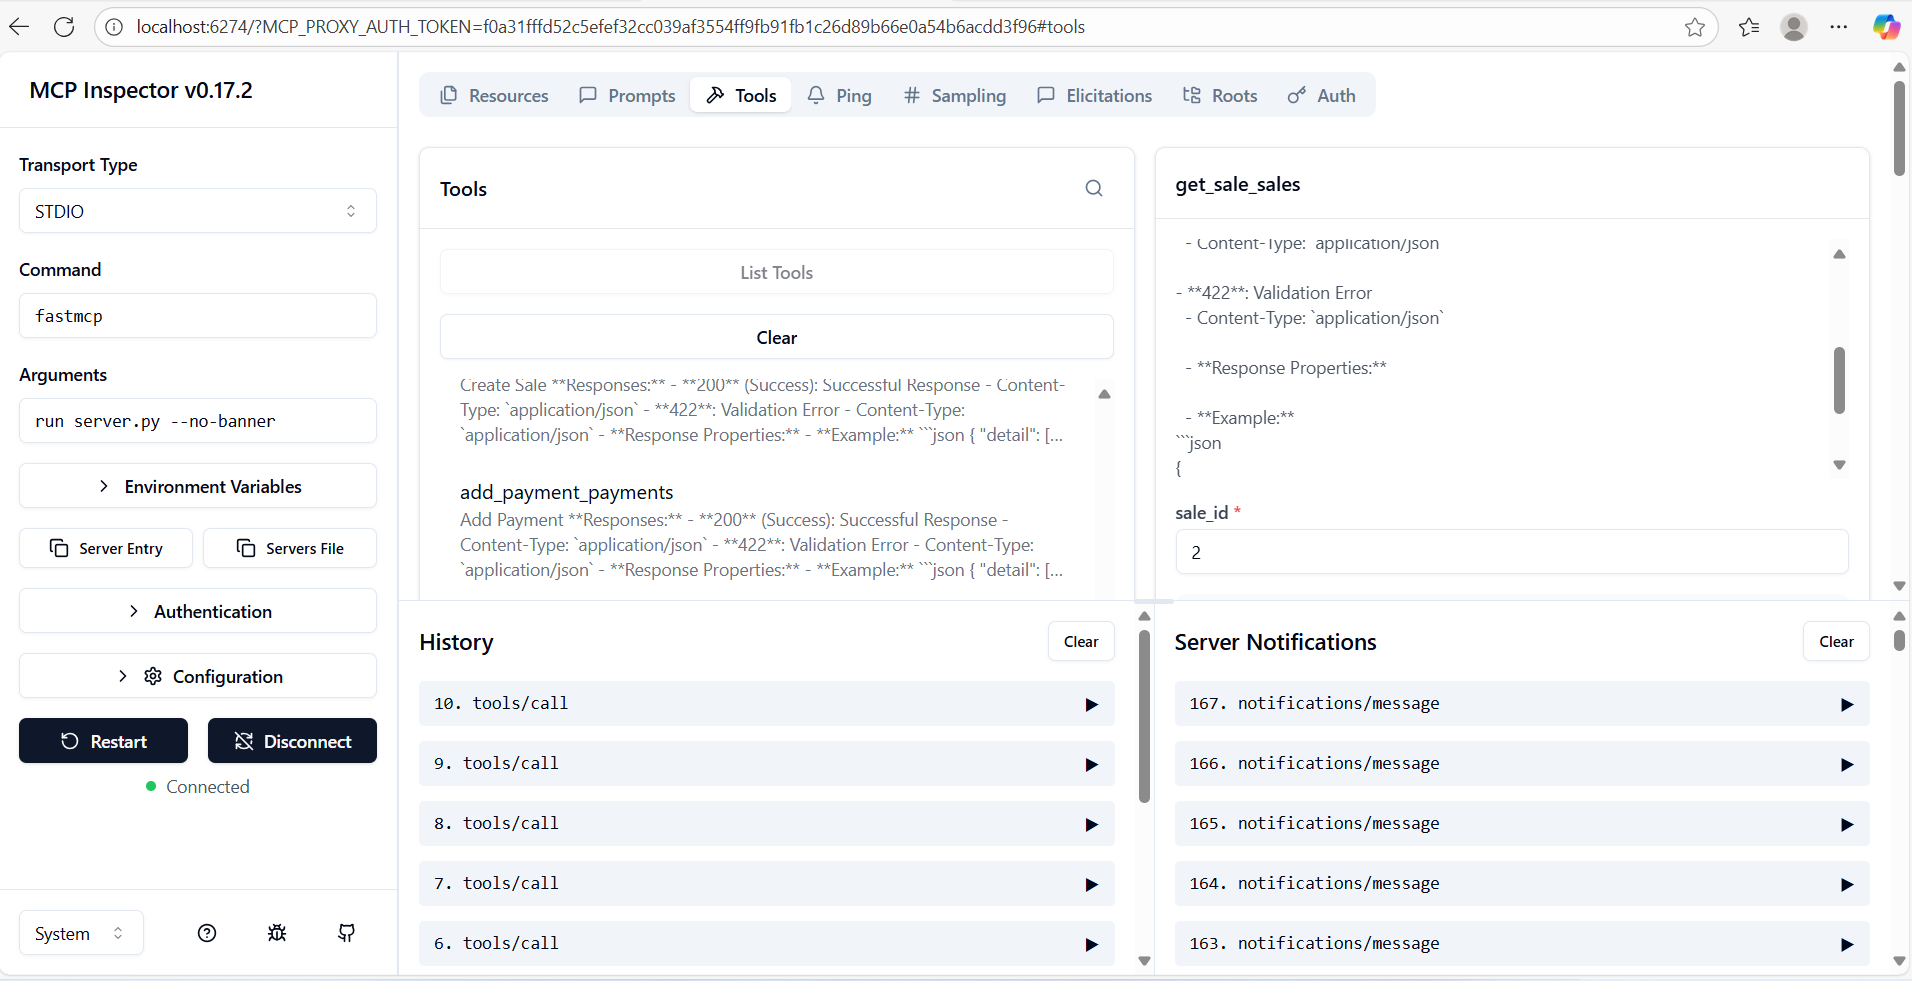 localhost:6274/?MCP_PROXY_AUTH_TOKEN=f0a31fffd52c5efef32cc039af3554ff9fb91fb1c26d89b66e0a54b6acdd3f96#tools
MCP Inspector v0.17.2
Transport Type
STDIO
Command
fastmcp
Arguments
run server.py --no-banner
Environment Variables
Server Entry
Servers File
Authentication
Configuration
Restart
Disconnect
Connected
System
Resources
Prompts
Tools
Ping
Sampling
Elicitations
Roots
Auth
Tools
List Tools
Clear
Create Sale **Responses:** - **200** (Success): Successful Response - Content-
Type: `application/json` - **422**: Validation Error - Content-Type:
`application/json` - **Response Properties:** - **Example:** ```json { "detail": [...
add_payment_payments
Add Payment **Responses:** - **200** (Success): Successful Response -
Content-Type: `application/json` - **422**: Validation Error - Content-Type:
`application/json` - **Response Properties:** - **Example:** ```json { "detail": [...
get_sale_sales
- Content-Type: `application/json`
- **422**: Validation Error
- Content-Type: `application/json`
- **Response Properties:**
- **Example:**
```json
{
sale_id *
2
History
Clear
10. tools/call
9. tools/call
8. tools/call
7. tools/call
6. tools/call
Server Notifications
Clear
167. notifications/message
166. notifications/message
165. notifications/message
164. notifications/message
163. notifications/message